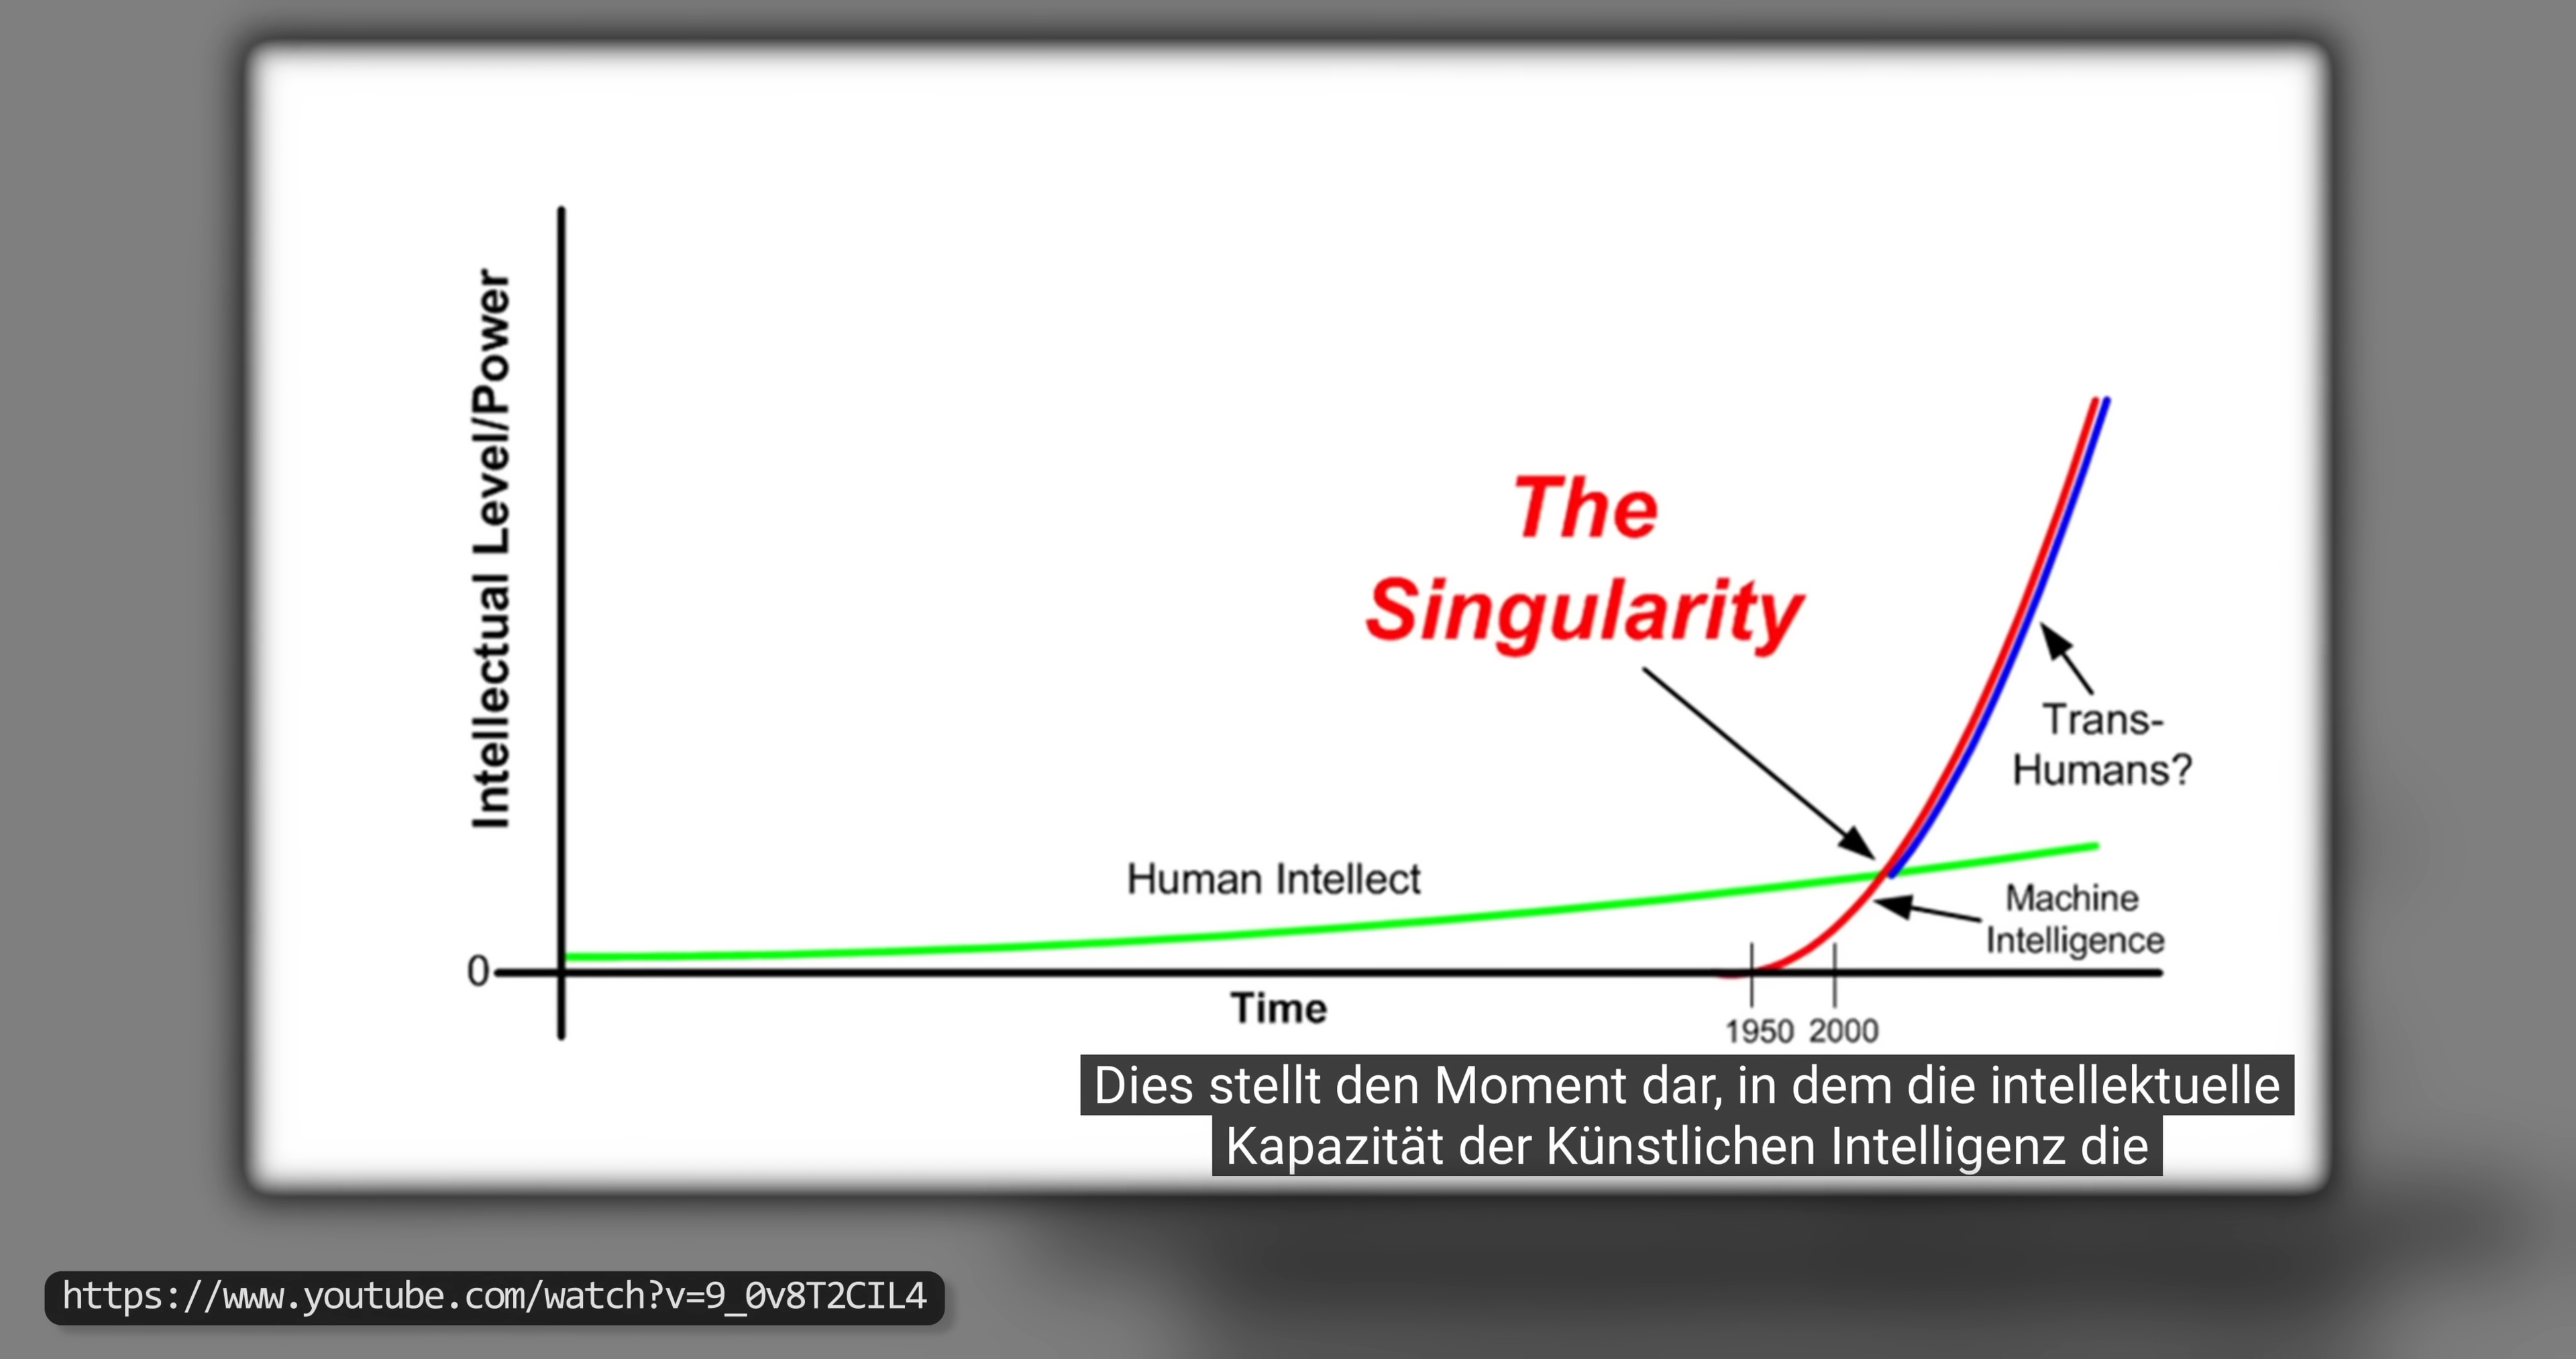 Intellectual Level/Power
The
Singularity
Trans-
Humans?
Human Intellect
Machine
Intelligence
0
Time
1950 2000
Dies stellt den Moment dar, in dem die intellektuelle
Kapazität der Künstlichen Intelligenz die
https://www.youtube.com/watch?v=9_0v8T2CIL4